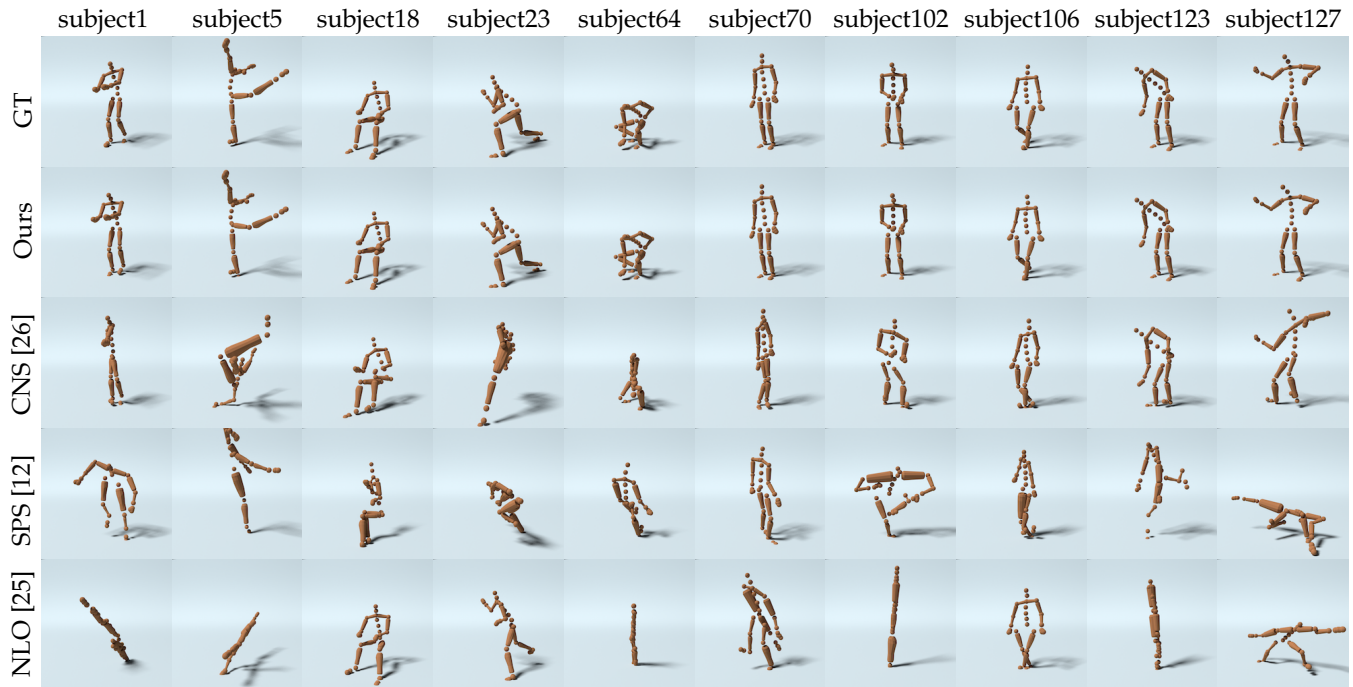 subject1 subject5 subject18 subject23 subject64 subject70 subject102 subject106 subject123 subject127
GT
Ours
CNS [26]
SPS [12]
NLO [25]